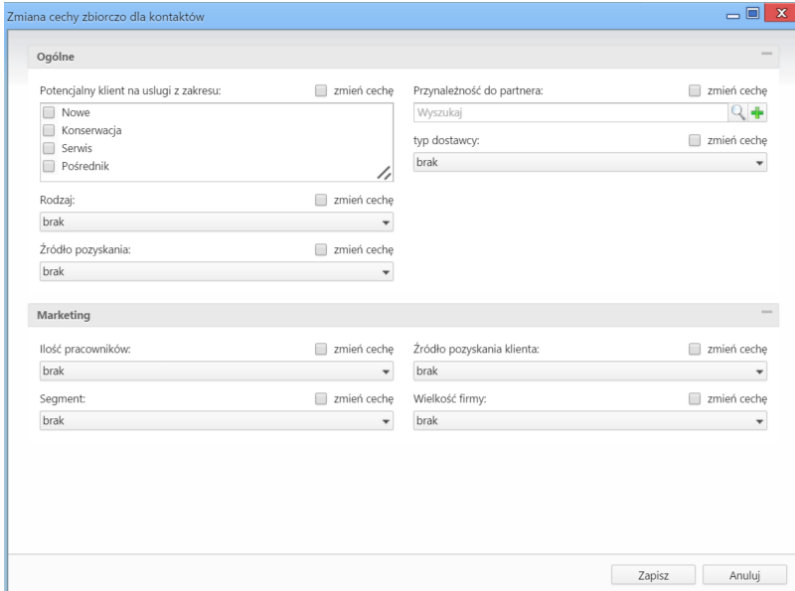 Zmiana cechy zbiorczo dla kontaktów
Ogólne
Potencjalny klient na usługi z zakresu:
zmień cechę
Nowe
Konserwacja
Serwis
Pośrednik
Rodzaj:
zmień cechę
brak
Źródło pozyskania:
zmień cechę
brak
Przynależność do partnera:
zmień cechę
Wyszukaj
typ dostawcy:
zmień cechę
brak
Marketing
Ilość pracowników:
zmień cechę
brak
Segment:
zmień cechę
brak
Źródło pozyskania klienta:
zmień cechę
brak
Wielkość firmy:
zmień cechę
brak
Zapisz
Anuluj